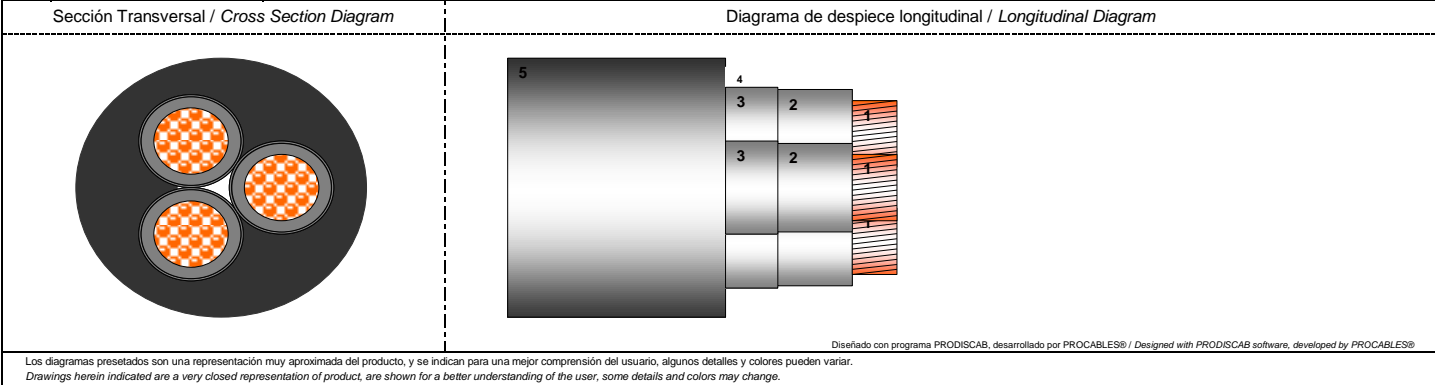 Sección Transversal / Cross Section Diagram
Diagrama de despiece longitudinal / Longitudinal Diagram
5
4
3
2
1
3
2
1
1
Diseñado con programa PRODISCAB, desarrollado por PROCABLES® / Designed with PRODISCAB software, developed by PROCABLES®
Los diagramas presetados son una representación muy aproximada del producto, y se indican para una mejor comprensión del usuario, algunos detalles y colores pueden variar.
Drawings herein indicated are a very closed representation of product, are shown for a better understanding of the user, some details and colors may change.